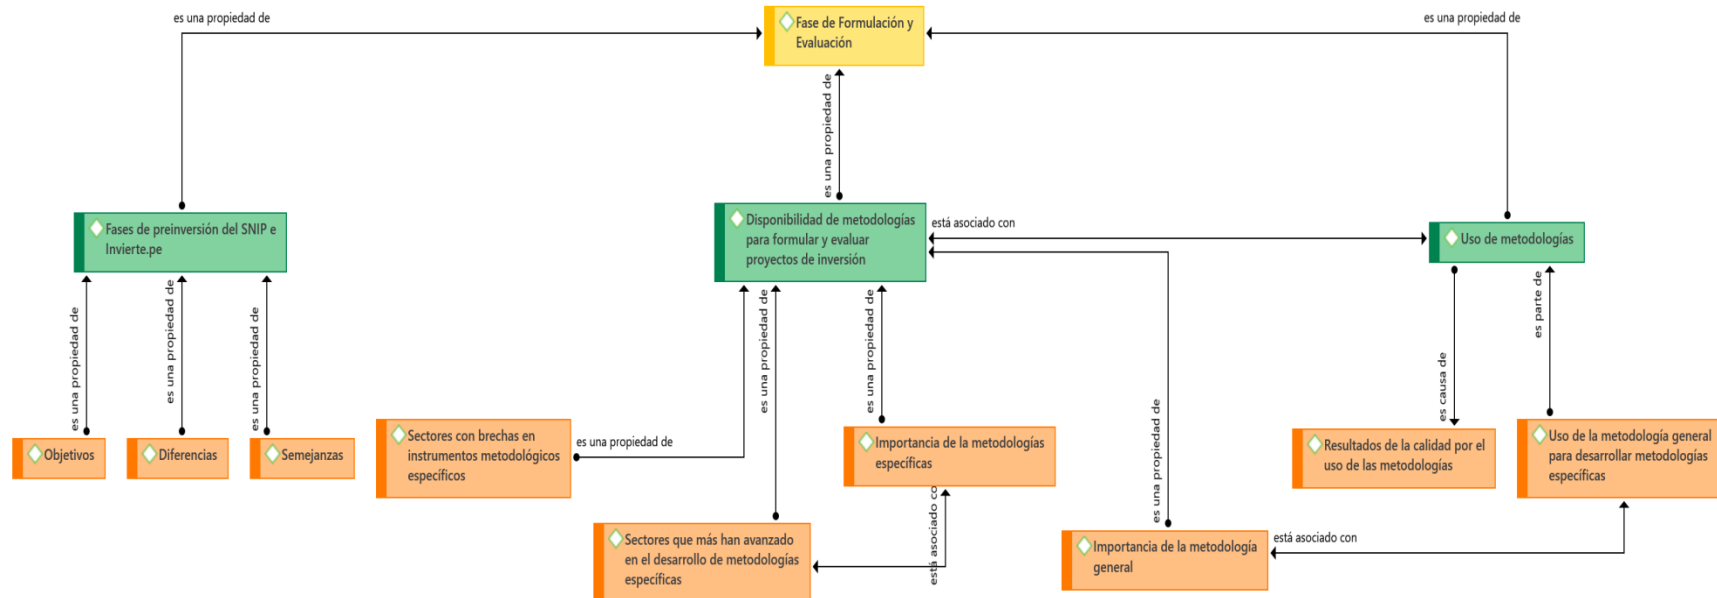 es una propiedad de
Fase de Formulación y
Evaluación
es una propiedad de
es una propiedad de
Fases de preinversión del SNIP e
Invierte.pe
Disponibilidad de metodologías
para formular y evaluar
proyectos de inversión
está asociado con
Uso de metodologías
es una propiedad de
es una propiedad de
es una propiedad de
es una propiedad de
es una propiedad de
es una propiedad de
es causa de
es parte de
Objetivos
Diferencias
Semejanzas
Sectores con brechas en
instrumentos metodológicos
específicos
es una propiedad de
Importancia de la metodologías
específicas
Resultados de la calidad por el
uso de las metodologías
Uso de la metodología general
para desarrollar metodologías
específicas
Sectores que más han avanzado
en el desarrollo de metodologías
específicas
está asociado co
Importancia de la metodología
general
está asociado con